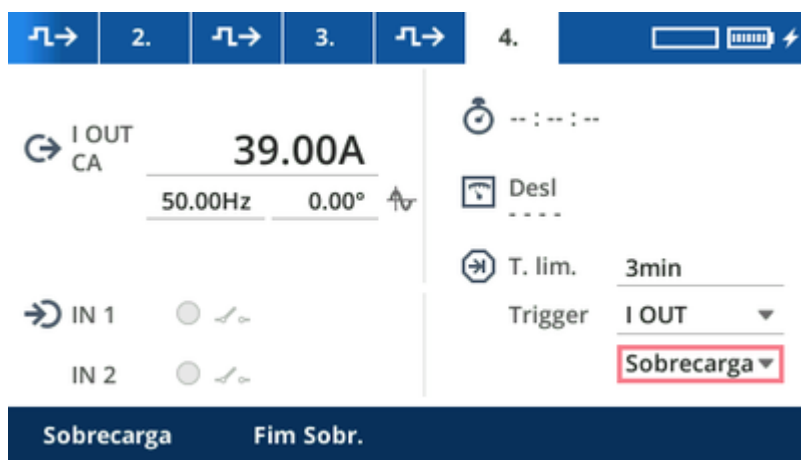 2. 3. 4.
-- : -- : --
I OUT
CA
39.00A
50.00Hz 0.00°
Desl
- - - -
T. lim. 3min
IN 1
Trigger I OUT
Sobrecarga
IN 2
Sobrecarga Fim Sobr.